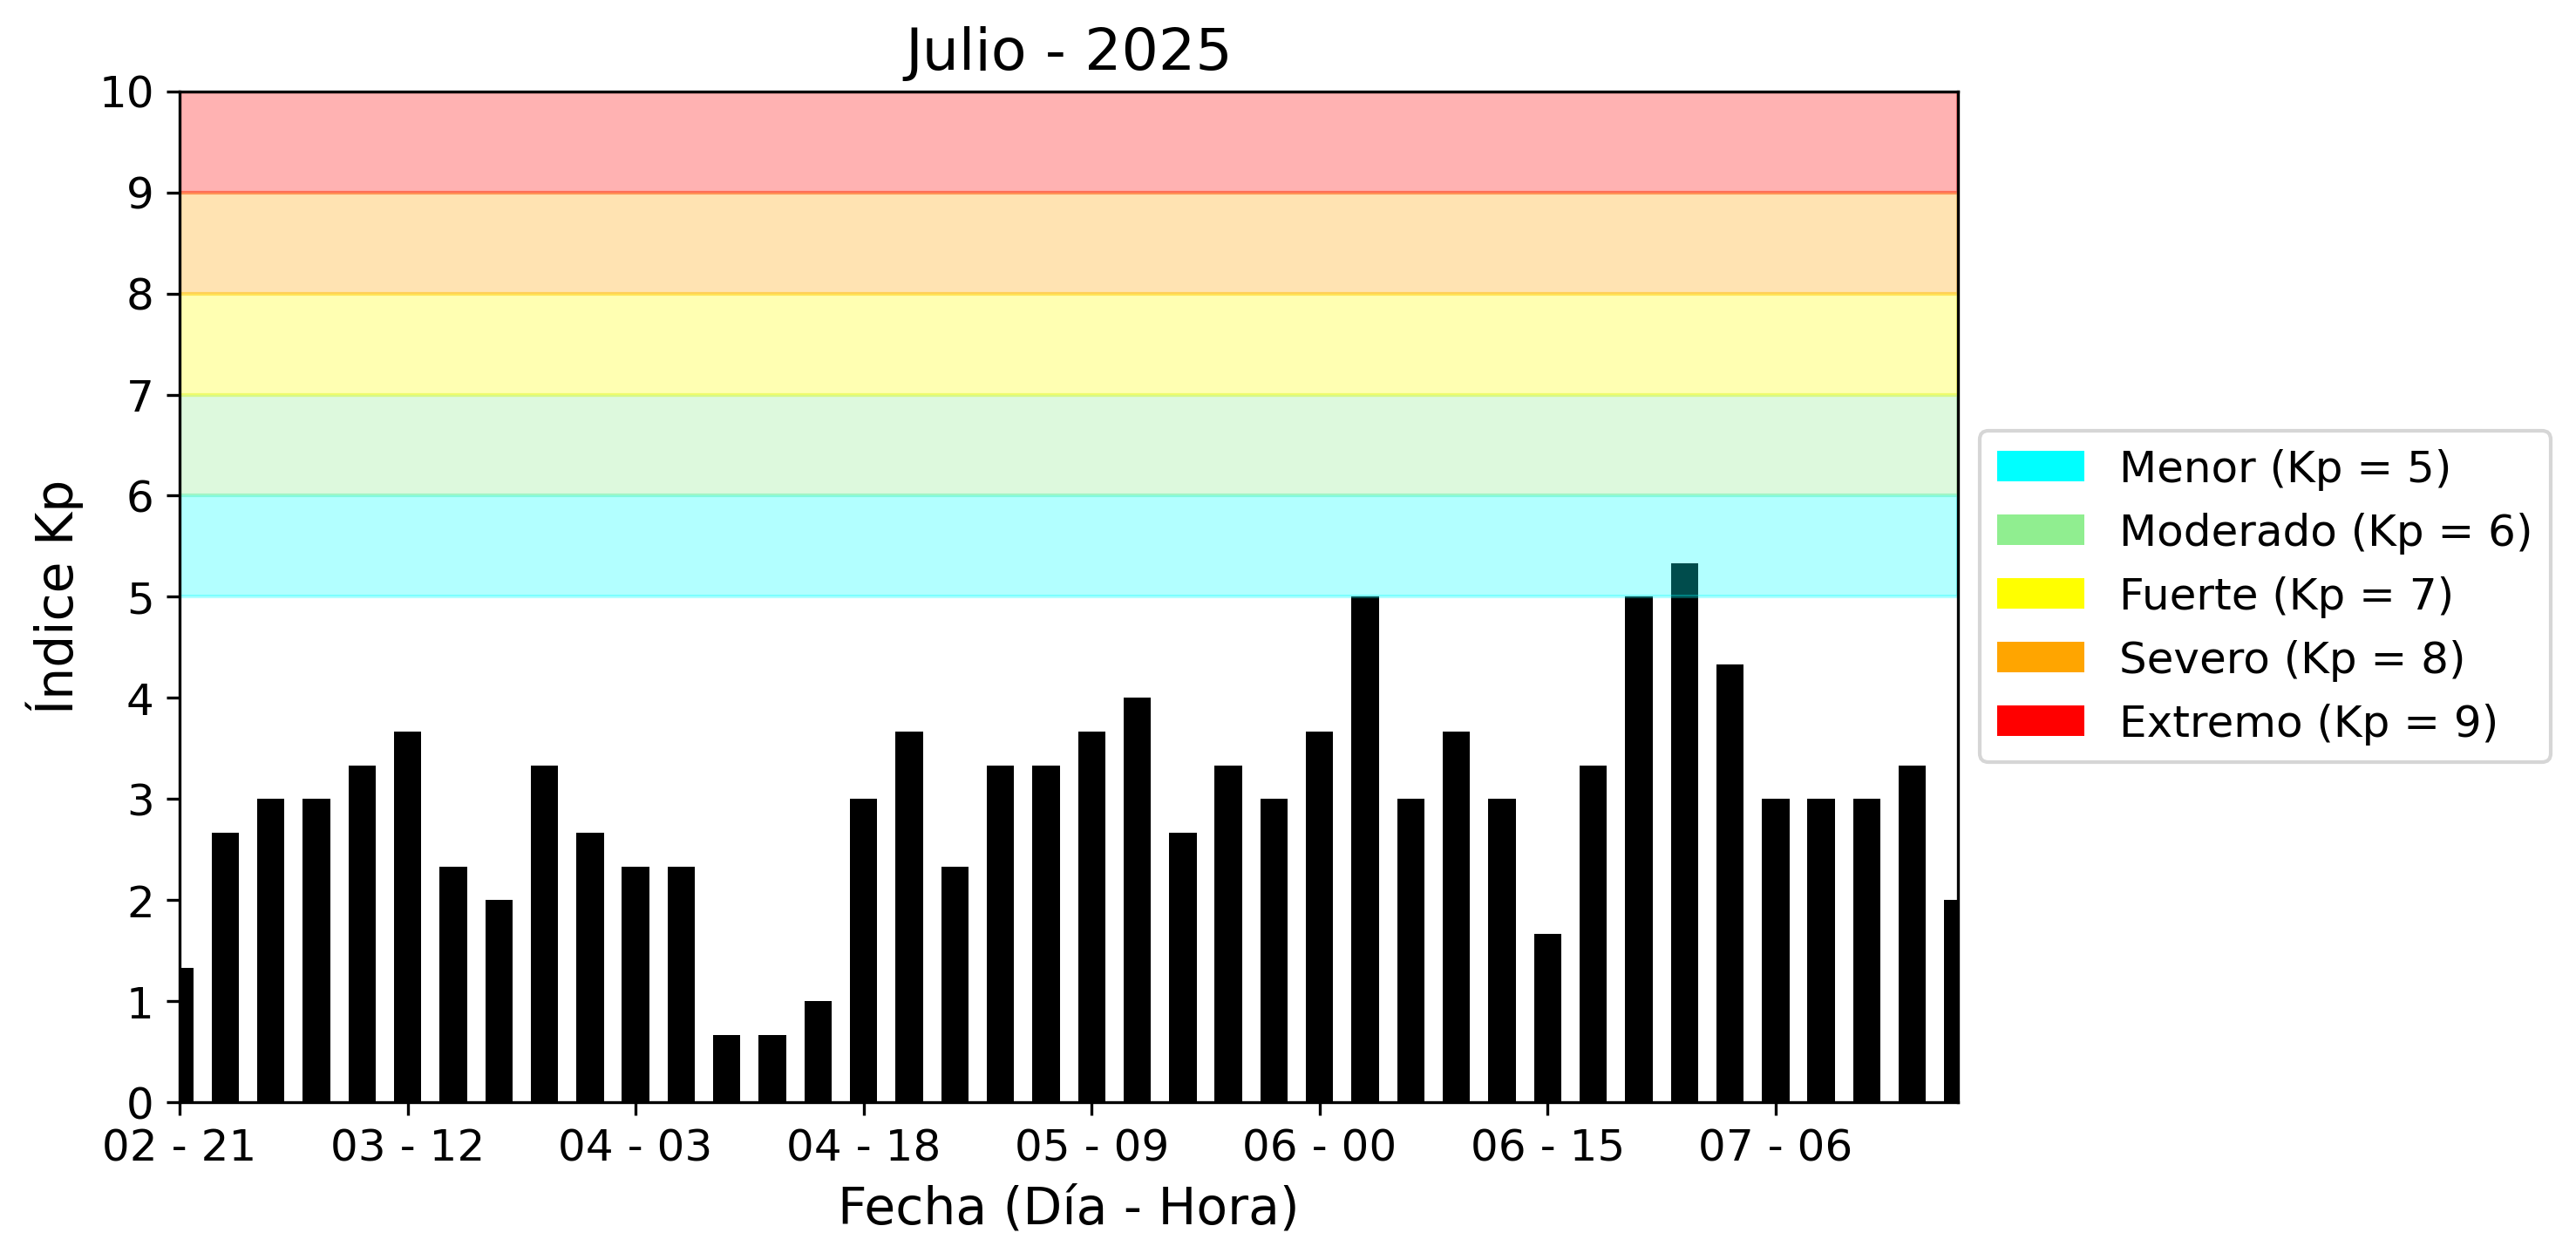 Julio - 2025
10
9
8
7
6
5
4
3
2
1
0
Índice Kp
02 - 21
03 - 12
04 - 03
04 - 18
05 - 09
06 - 00
06 - 15
07 - 06
Fecha (Día - Hora)
Menor (Kp = 5)
Moderado (Kp = 6)
Fuerte (Kp = 7)
Severo (Kp = 8)
Extremo (Kp = 9)